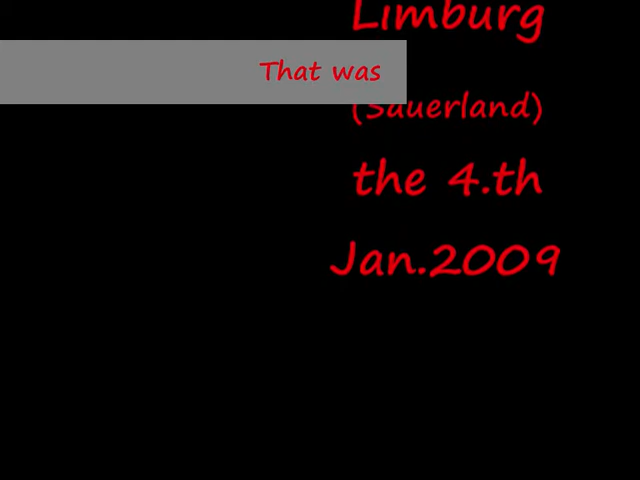 Limburg
That was
(Sauerland)
the 4.th
Jan.2009